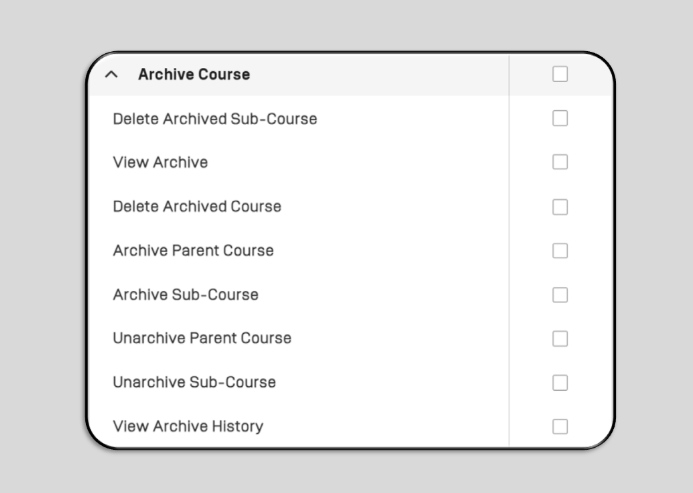 Archive Course
Delete Archived Sub-Course
View Archive
Delete Archived Course
Archive Parent Course
Archive Sub-Course
Unarchive Parent Course
Unarchive Sub-Course
View Archive History